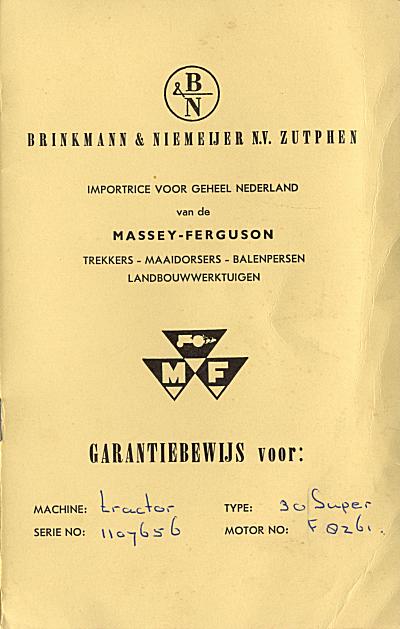 B
&
N
BRINKMANN & NIEMEIJER N.V. ZUTPHEN
IMPORTRICE VOOR GEHEEL NEDERLAND
van de
MASSEY-FERGUSON
TREKKERS - MAAIDORSERS - BALENPERSEN
LANDBOUWWERKTUIGEN
M F
GARANTIEBEWIJS voor:
MACHINE: tractor TYPE: 30 Super
SERIE NO: 1107656 MOTOR NO: